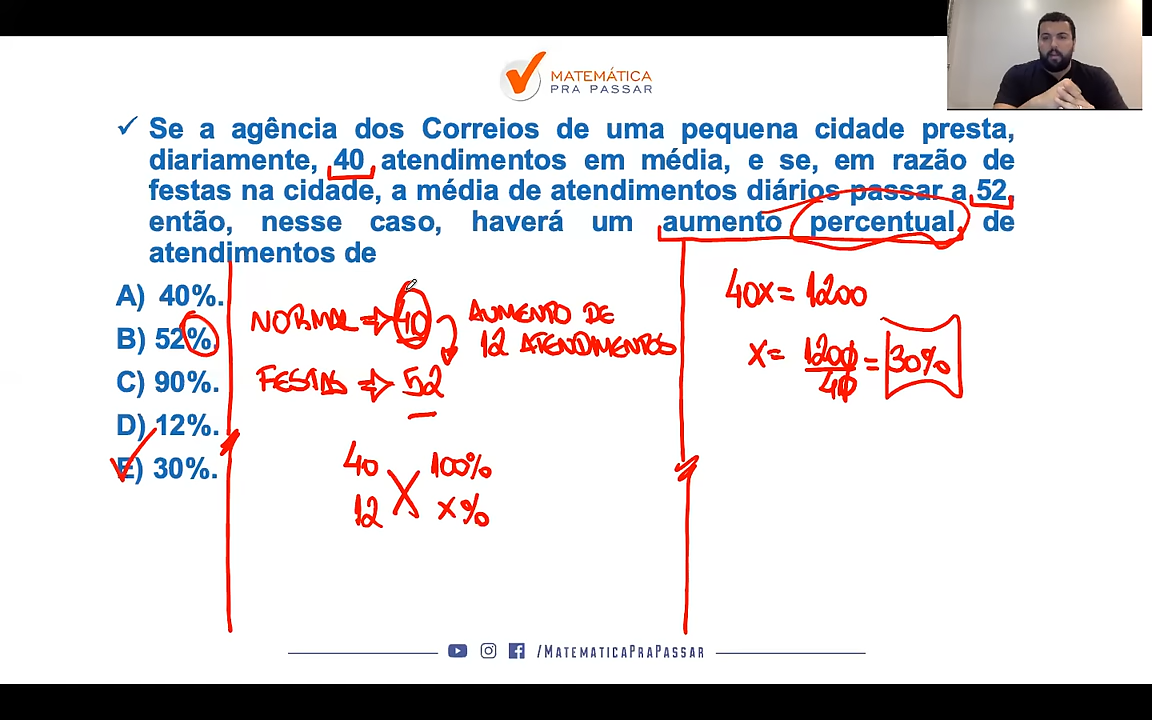 MATEMÁTICA
PRA PASSAR
✓ Se a agência dos Correios de uma pequena cidade presta,
diariamente, 40 atendimentos em média, e se, em razão de
festas na cidade, a média de atendimentos diários passar a 52,
então, nesse caso, haverá um aumento percentual de
atendimentos de
A) 40%.
B) 52%.
C) 90%.
D) 12%.
E) 30%.
NORMAL ⇒ 40
FESTAS ⇒ 52
AUMENTO DE
12 ATENDIMENTOS
40 100%
12 x%
40x = 1200
x = 1200/40 = 30%
/MATEMATICAPRAPASSAR